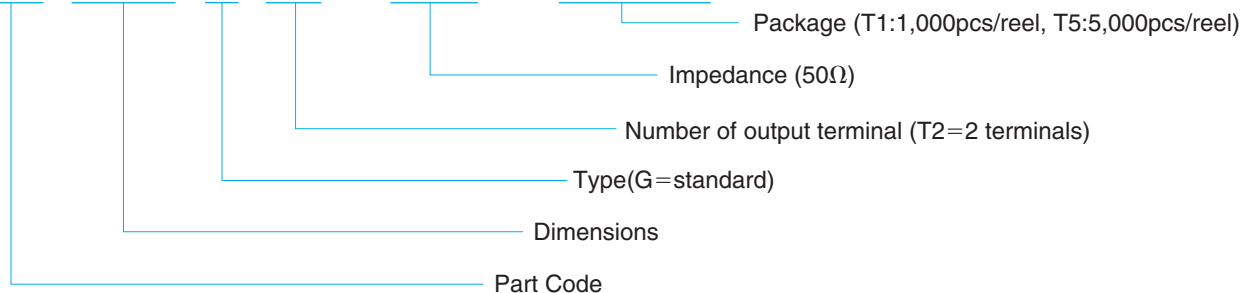 Package (T1:1,000pcs/reel, T5:5,000pcs/reel)
Impedance (50Ω)
Number of output terminal (T2=2 terminals)
Type(G=standard)
Dimensions
Part Code